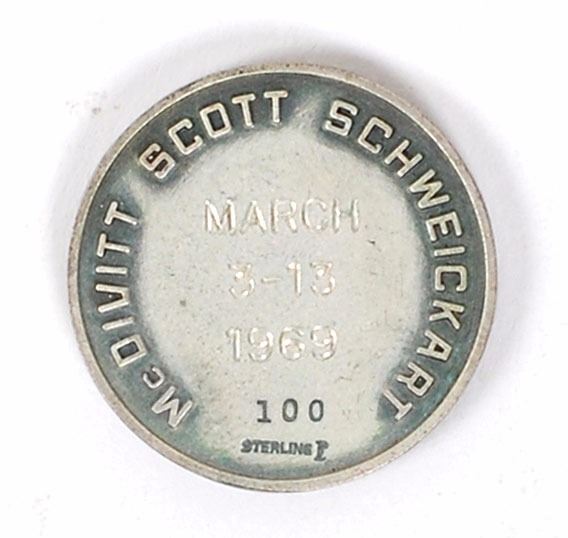 McDIVITT SCOTT SCHWEICKART
MARCH
3-13
1969
100
STERLING